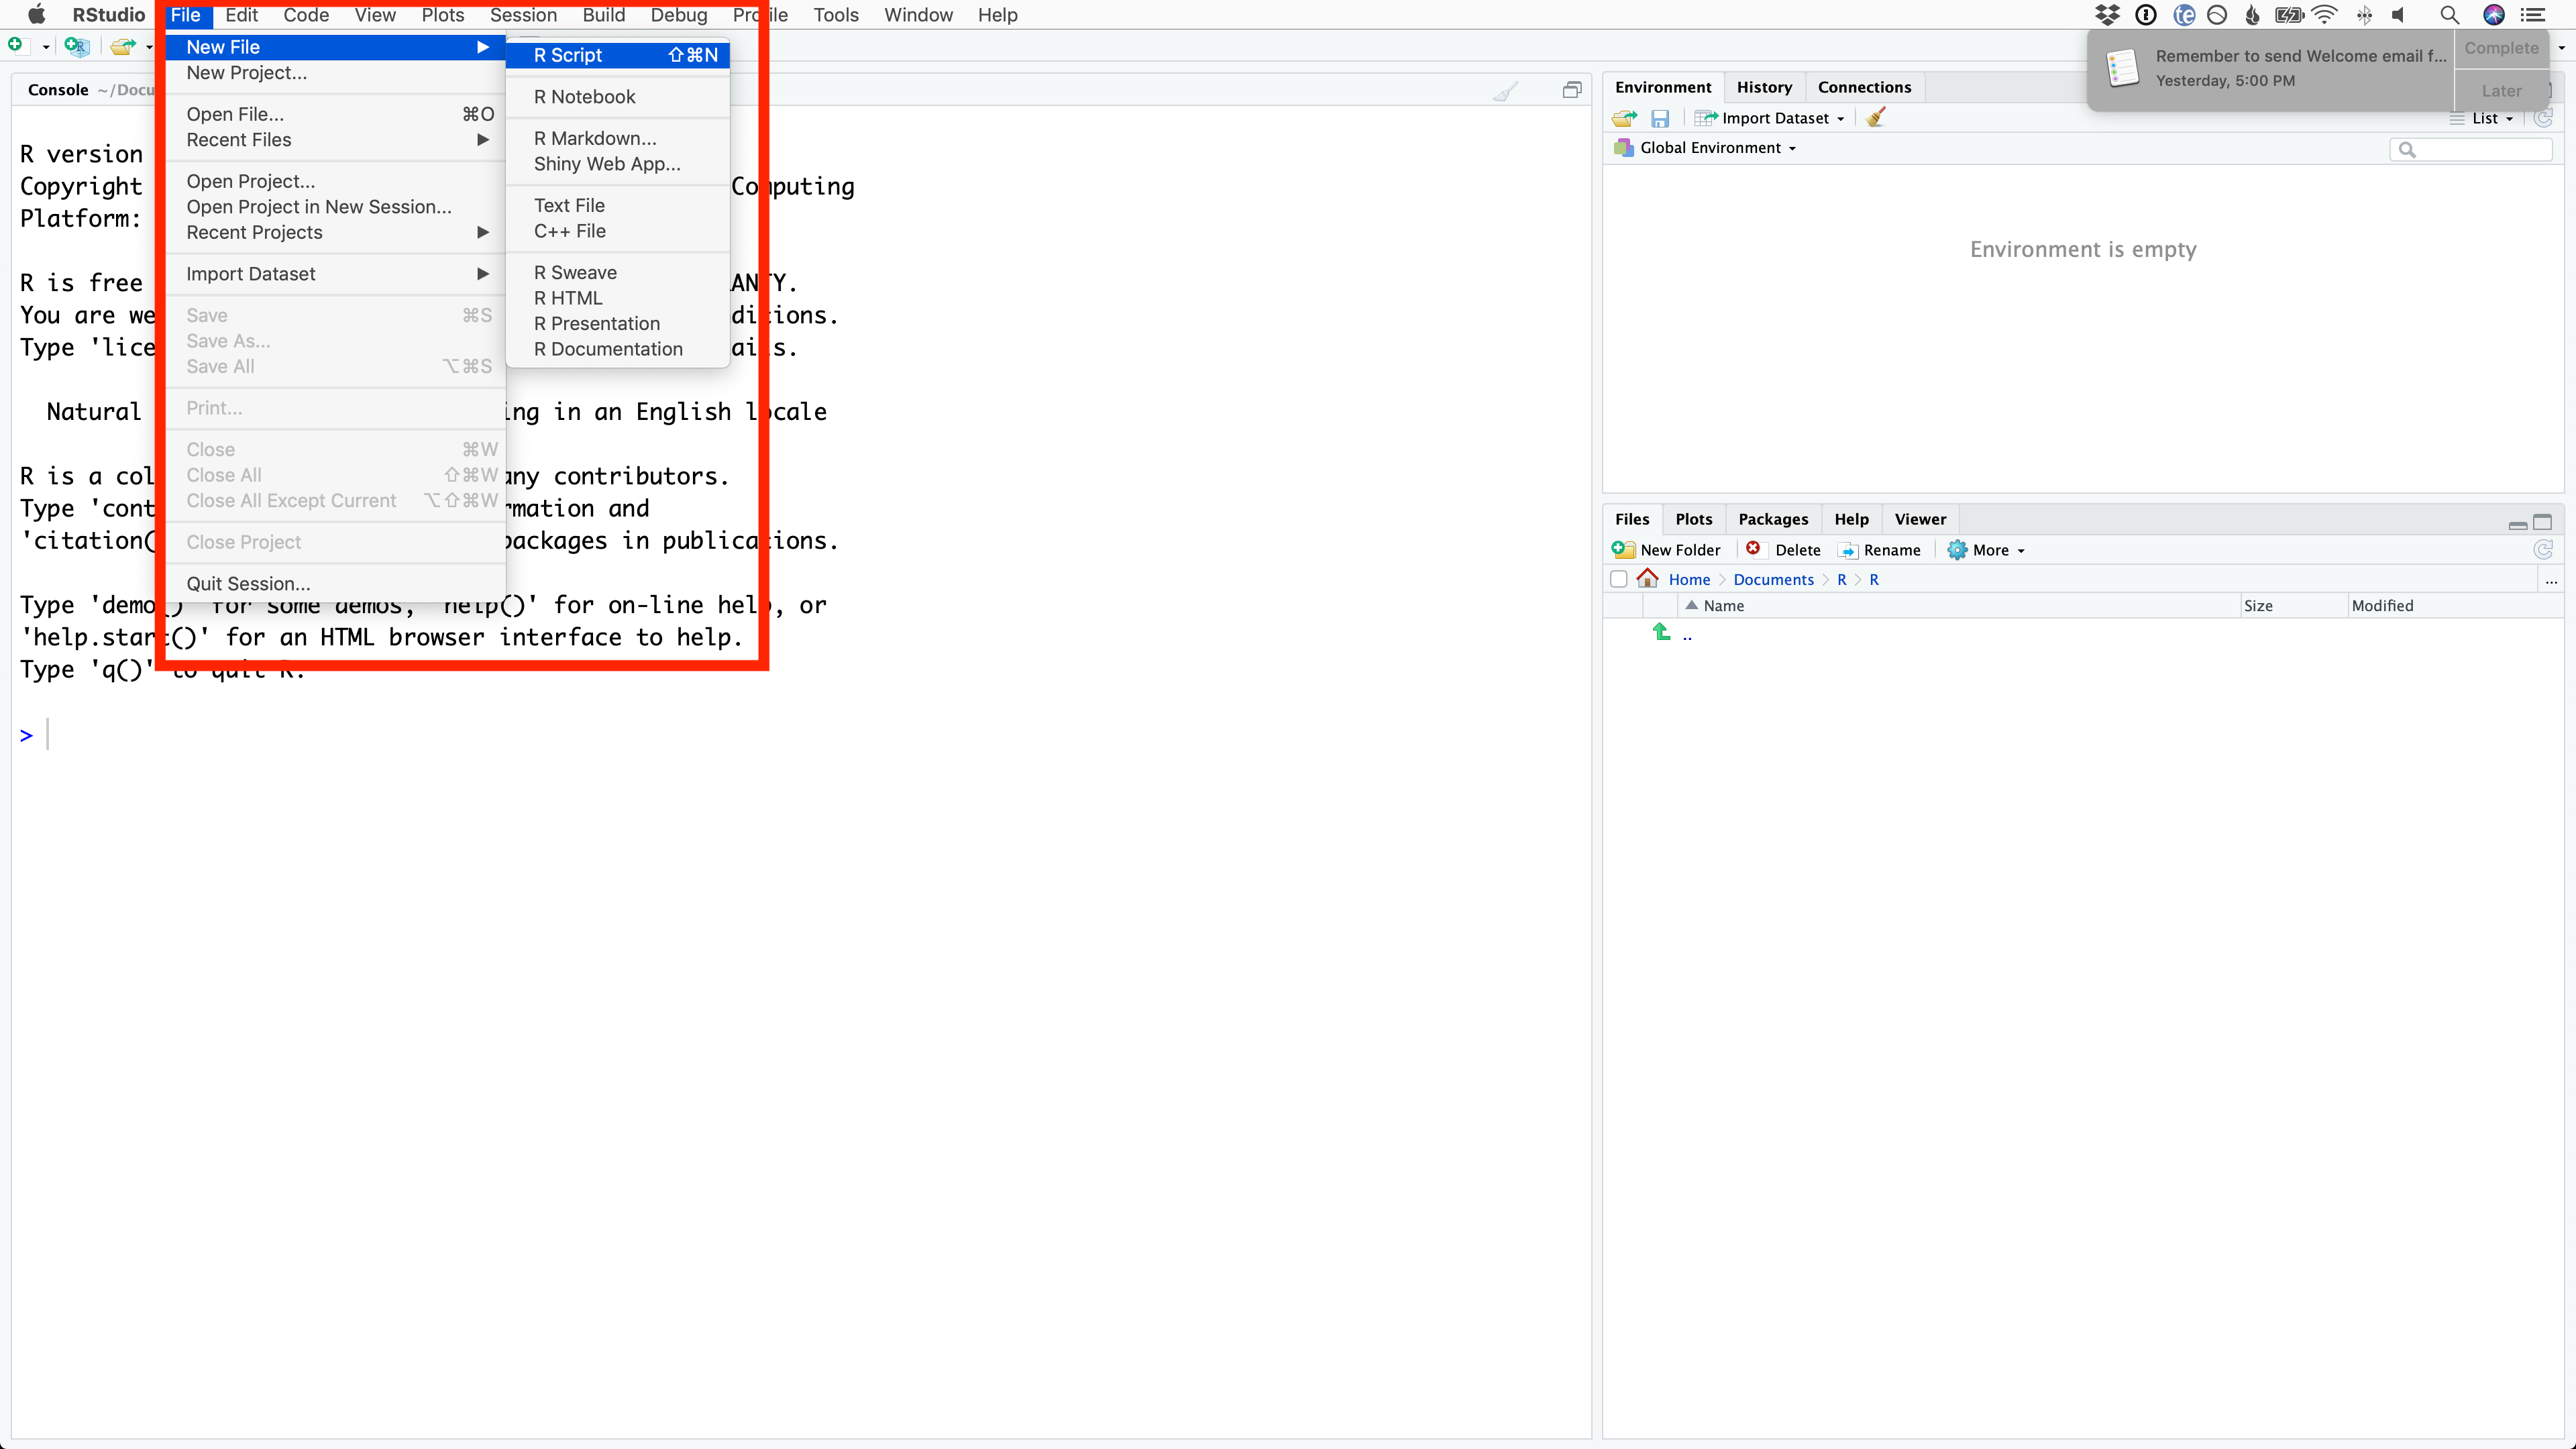 RStudio File Edit Code View Plots Session Build Debug Profile Tools Window Help
New File
New Project...
Open File... ⌘O
Recent Files
Open Project...
Open Project in New Session...
Recent Projects
Import Dataset
Save ⌘S
Save As...
Save All ⌥⌘S
Print...
Close ⌘W
Close All ⇧⌘W
Close All Except Current ⌥⇧⌘W
Close Project
Quit Session...
R Script ⇧⌘N
R Notebook
R Markdown...
Shiny Web App...
Text File
C++ File
R Sweave
R HTML
R Presentation
R Documentation
Console ~/Docu
R version
Copyright Computing
Platform:
R is free ANTY.
You are we ditions.
Type 'lice ails.
Natural ing in an English locale
R is a col any contributors.
Type 'cont rmation and
'citation( packages in publications.
Type 'demo()' for some demos, 'help()' for on-line help, or
'help.start()' for an HTML browser interface to help.
Type 'q()' to quit R.
>
Remember to send Welcome email f...
Yesterday, 5:00 PM
Complete
Later
Environment History Connections
Import Dataset List
Global Environment
Environment is empty
Files Plots Packages Help Viewer
New Folder Delete Rename More
Home Documents R R ...
Name Size Modified
..